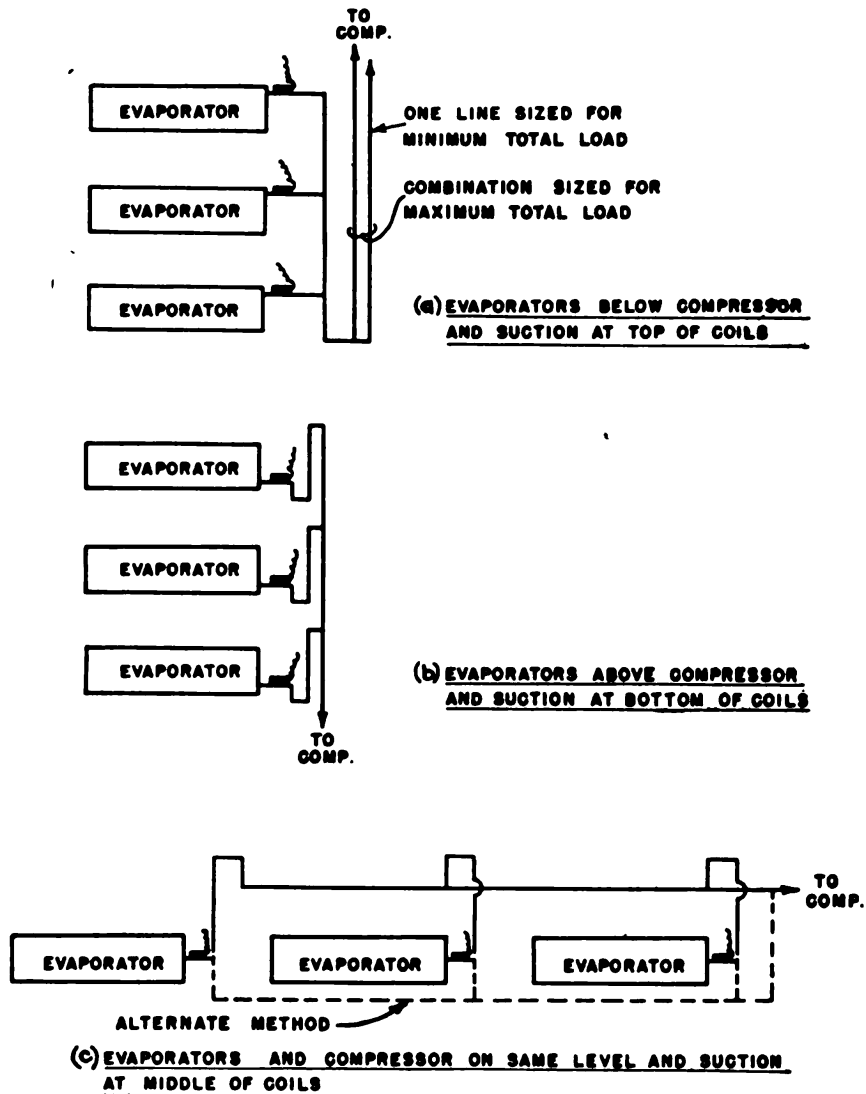 TO
COMP.
EVAPORATOR
ONE LINE SIZED FOR
MINIMUM TOTAL LOAD
EVAPORATOR
COMBINATION SIZED FOR
MAXIMUM TOTAL LOAD
EVAPORATOR
(a) EVAPORATORS BELOW COMPRESSOR
AND SUCTION AT TOP OF COILS
EVAPORATOR
EVAPORATOR
EVAPORATOR
(b) EVAPORATORS ABOVE COMPRESSOR
AND SUCTION AT BOTTOM OF COILS
TO
COMP.
TO
COMP.
EVAPORATOR
EVAPORATOR
EVAPORATOR
ALTERNATE METHOD
(c) EVAPORATORS AND COMPRESSOR ON SAME LEVEL AND SUCTION
AT MIDDLE OF COILS